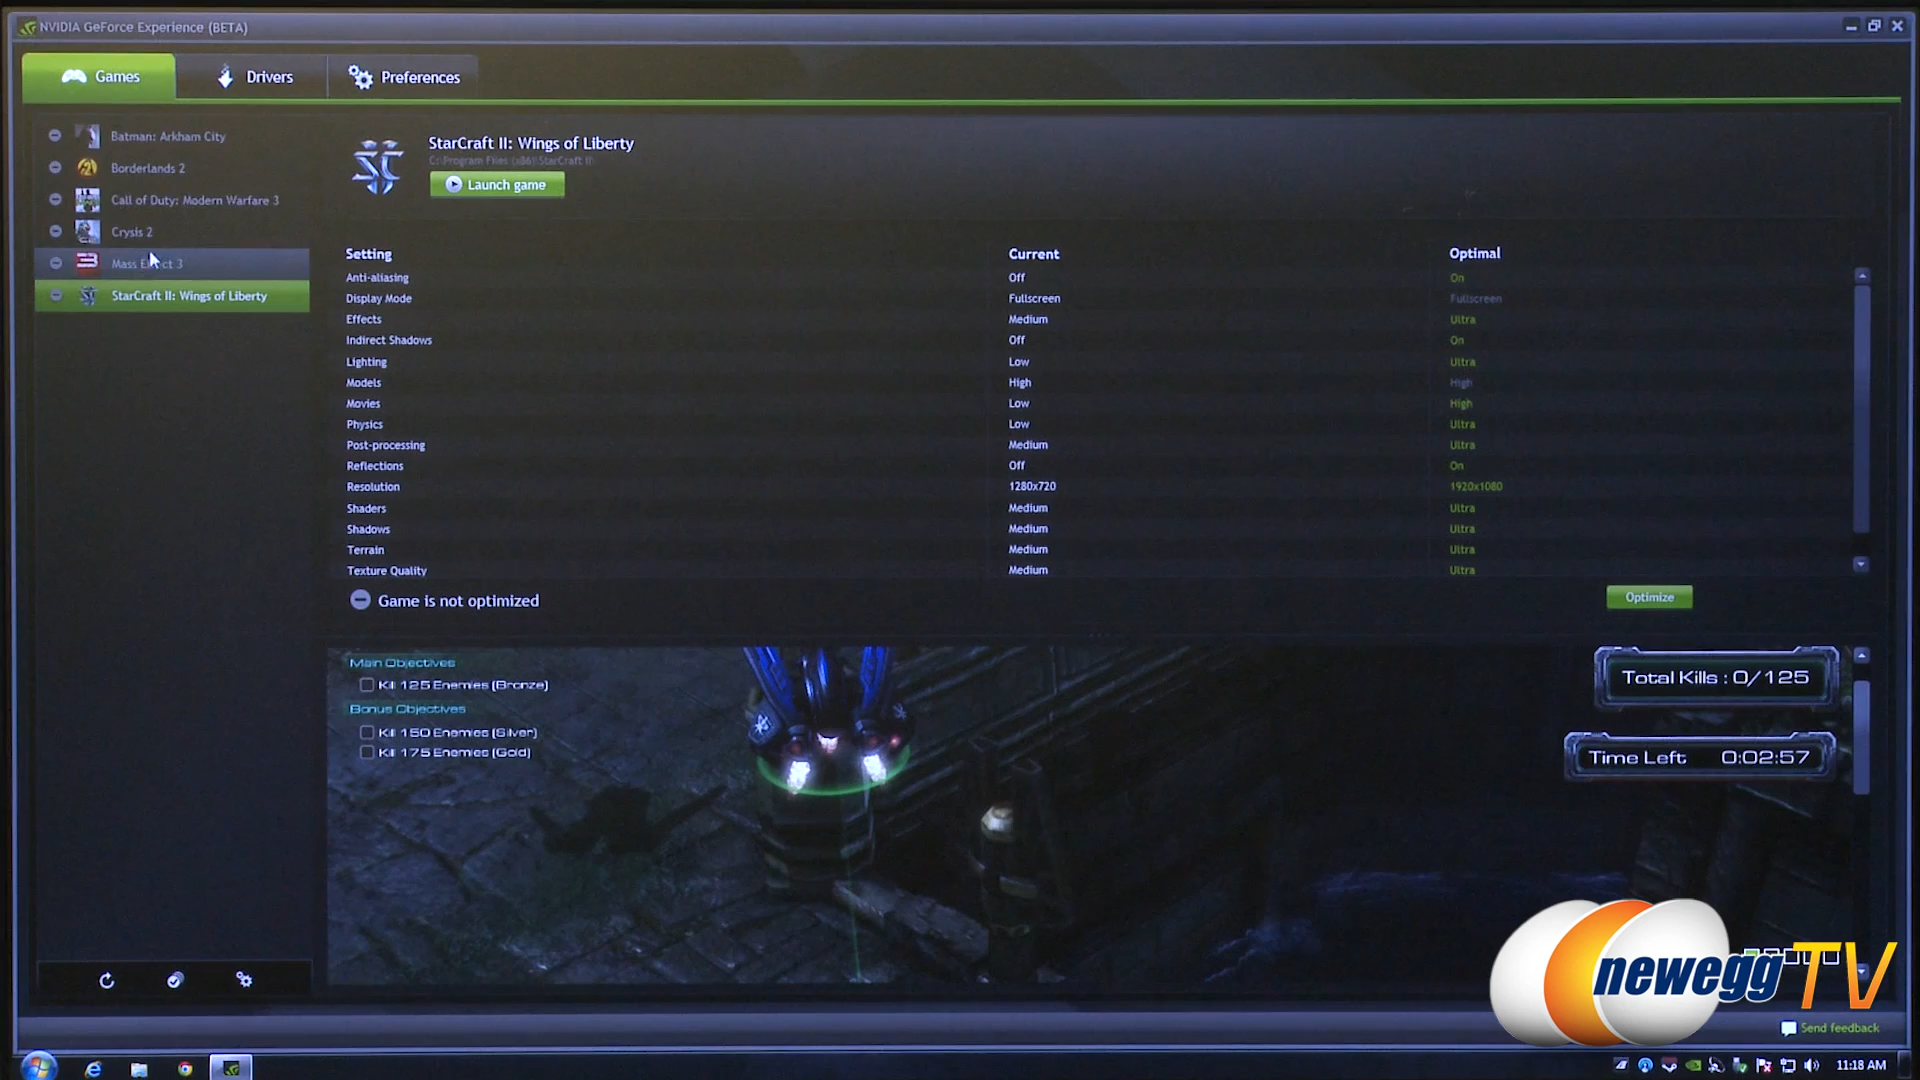 NVIDIA GeForce Experience (BETA)
Games
Drivers
Preferences
Batman: Arkham City
Borderlands 2
Call of Duty: Modern Warfare 3
Crysis 2
Mass Effect 3
StarCraft II: Wings of Liberty
StarCraft II: Wings of Liberty
C:\Program Files (x86)\StarCraft II\
Launch game
Setting Current Optimal
Anti-aliasing Off On
Display Mode Fullscreen Fullscreen
Effects Medium Ultra
Indirect Shadows Off On
Lighting Low Ultra
Models High High
Movies Low High
Physics Low Ultra
Post-processing Medium Ultra
Reflections Off On
Resolution 1280x720 1920x1080
Shaders Medium Ultra
Shadows Medium Ultra
Terrain Medium Ultra
Texture Quality Medium Ultra
Game is not optimized
Optimize
Main Objectives
Kill 125 Enemies (Bronze)
Bonus Objectives
Kill 150 Enemies (Silver)
Kill 175 Enemies (Gold)
Total Kills : 0/125
Time Left 0:02:57
newegg TV
Send feedback
11:18 AM